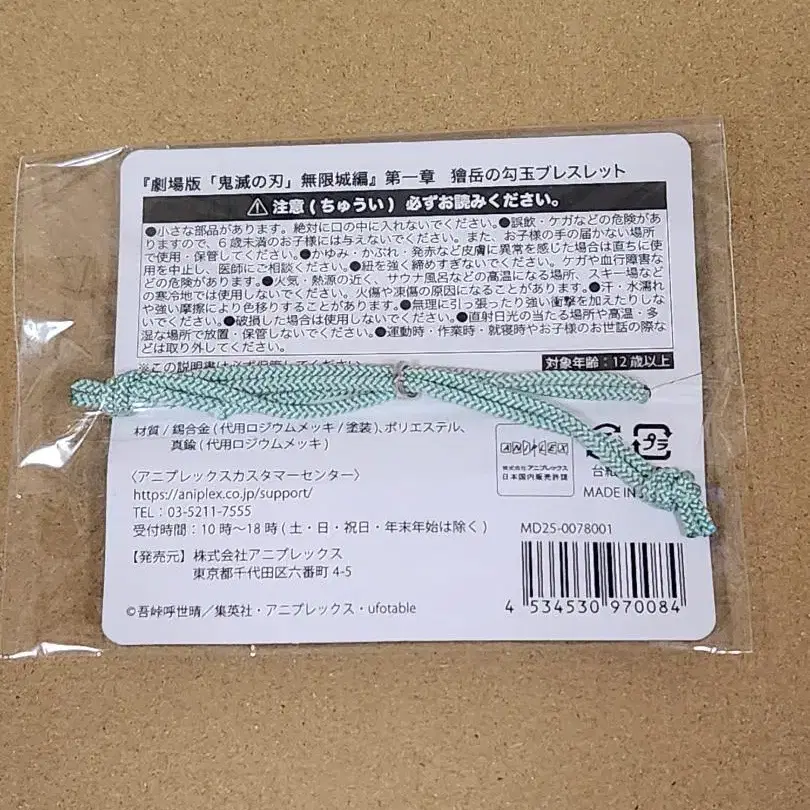 『劇場版「鬼滅の刃」無限城編』第一章　獪岳の勾玉ブレスレット
注意(ちゅうい) 必ずお読みください。
●小さな部品があります。絶対に口の中に入れないでください。●誤飲・ケガなどの危険があ
りますので、6歳未満のお子様には与えないでください。また、お子様の手の届かない場所
で使用・保管してください。●かゆみ・かぶれ・発赤など皮膚に異常を感じた場合は直ちに使
用を中止し、医師にご相談ください。●紐を強く締めすぎないでください。ケガや血行障害な
どの危険があります。●火気・熱源の近く、サウナ風呂などの高温になる場所、スキー場など
の寒冷地では使用しないでください。火傷や凍傷の原因になることがあります。●汗・水濡れ
や強い摩擦により色移りすることがあります。●無理に引っ張ったり強い衝撃を加えたりしな
いでください。●破損した場合は使用しないでください。●直射日光の当たる場所や高温・多
湿な場所で放置・保管しないでください。●運動時・作業時・就寝時やお子様のお世話の際な
どは取り外してください。
※この説明書は必ず保管してください。
対象年齢：12歳以上
材質/錫合金(代用ロジウムメッキ/塗装)、ポリエステル、
真鍮(代用ロジウムメッキ)
〈アニプレックスカスタマーセンター〉
https://aniplex.co.jp/support/
TEL：03-5211-7555
受付時間：10時～18時(土・日・祝日・年末年始は除く)
【発売元】株式会社アニプレックス
東京都千代田区六番町4-5
©吾峠呼世晴／集英社・アニプレックス・ufotable
ANIPLEX
株式会社アニプレックス
日本国内販売許諾
プラ
台紙
MADE IN
MD25-0078001
4 534530 970084